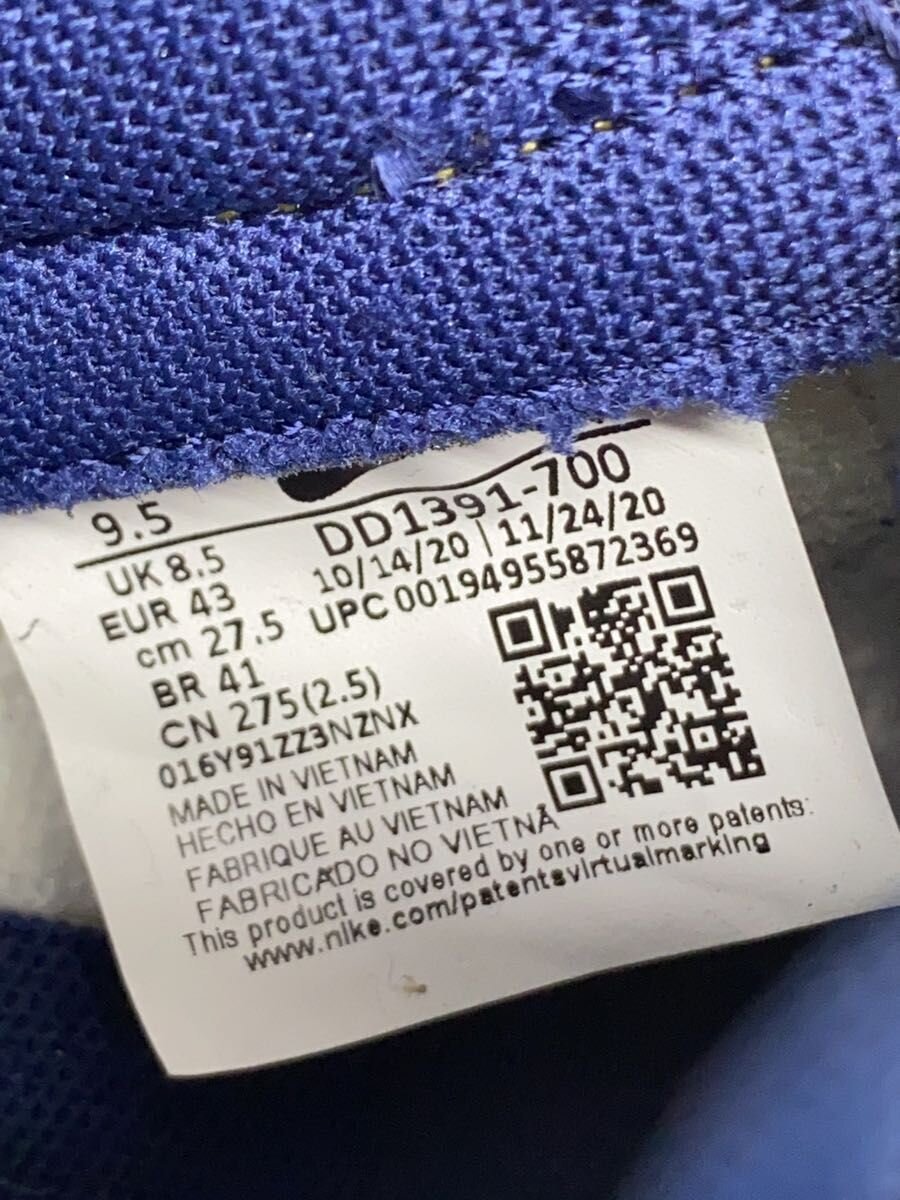 9.5
UK 8.5
EUR 43
cm 27.5
BR 41
CN 275(2.5)
DD1391-700
10/14/20 | 11/24/20
UPC 00194955872369
016Y91ZZ3NZNX
MADE IN VIETNAM
HECHO EN VIETNAM
FABRIQUE AU VIETNAM
FABRICADO NO VIETNÃ
This product is covered by one or more patents:
www.nike.com/patentsvirtualmarking